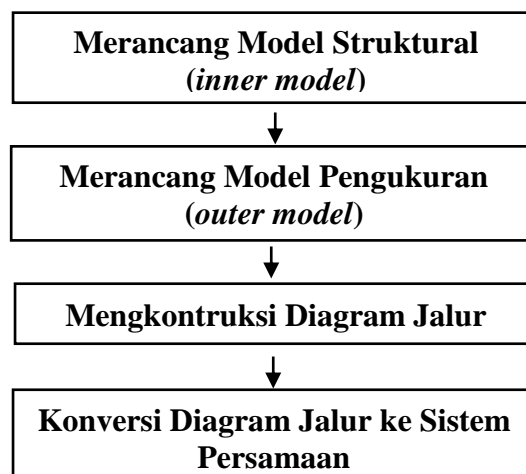 Merancang Model Struktural
(inner model)
Merancang Model Pengukuran
(outer model)
Mengkontruksi Diagram Jalur
Konversi Diagram Jalur ke Sistem
Persamaan